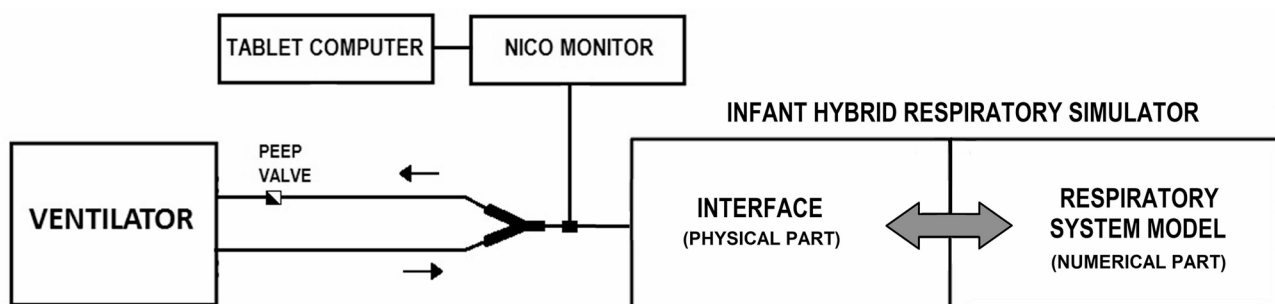 TABLET COMPUTER
NICO MONITOR
INFANT HYBRID RESPIRATORY SIMULATOR
PEEP
VALVE
VENTILATOR
INTERFACE
(PHYSICAL PART)
RESPIRATORY
SYSTEM MODEL
(NUMERICAL PART)